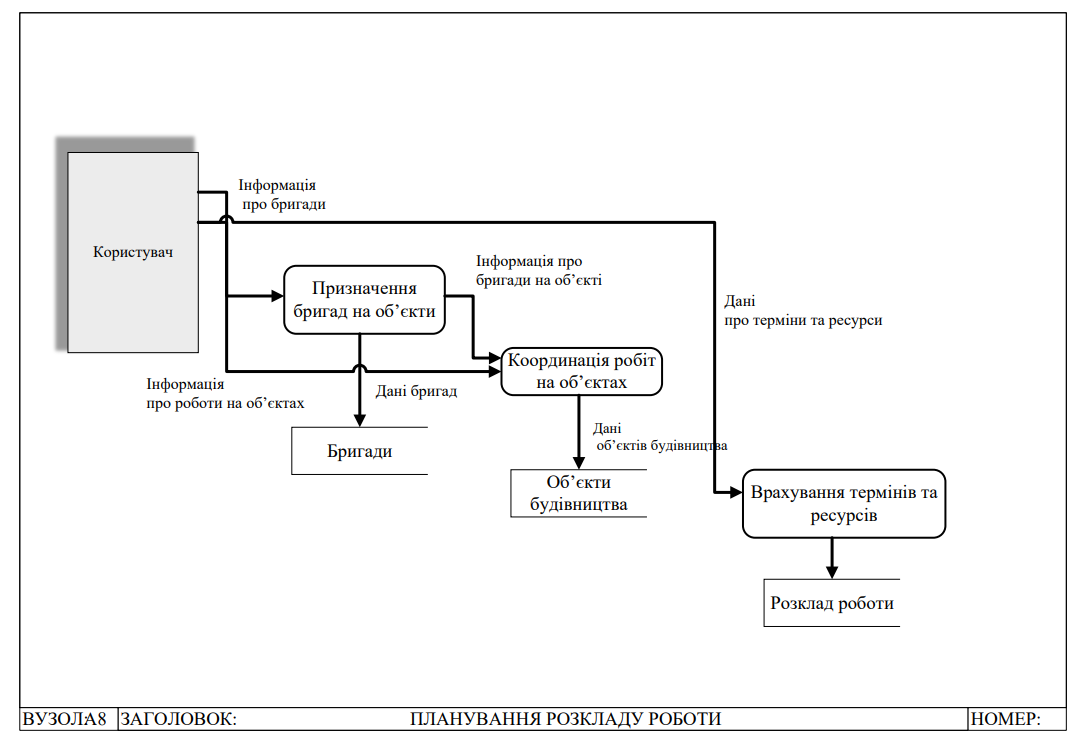 Інформація
про бригади
Користувач
Інформація про
бригади на об’єкті
Призначення
бригад на об’єкти
Дані
про терміни та ресурси
Координація робіт
на об’єктах
Інформація
про роботи на об’єктах
Дані бригад
Дані
об’єктів будівництва
Бригади
Об’єкти
будівництва
Врахування термінів та
ресурсів
Розклад роботи
ВУЗОЛ:A8
ЗАГОЛОВОК:
ПЛАНУВАННЯ РОЗКЛАДУ РОБОТИ
НОМЕР: